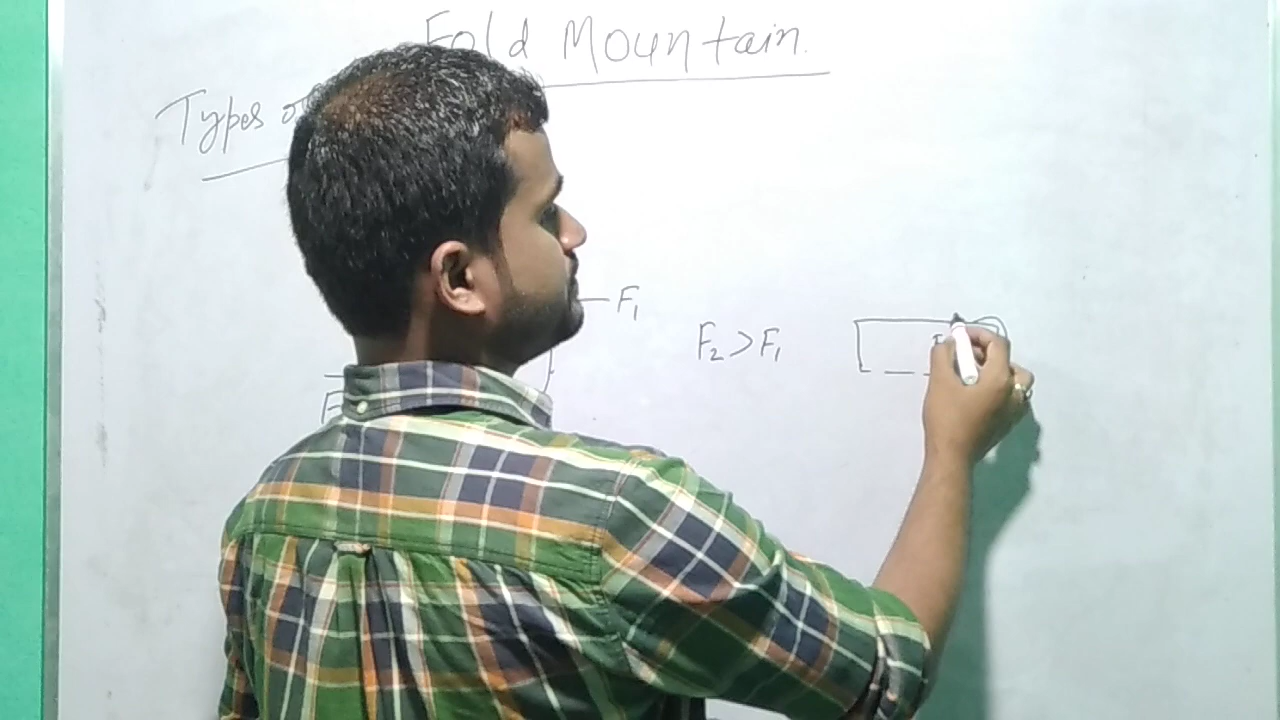 Fold Mountain.
Types
F₁
F₂ > F₁